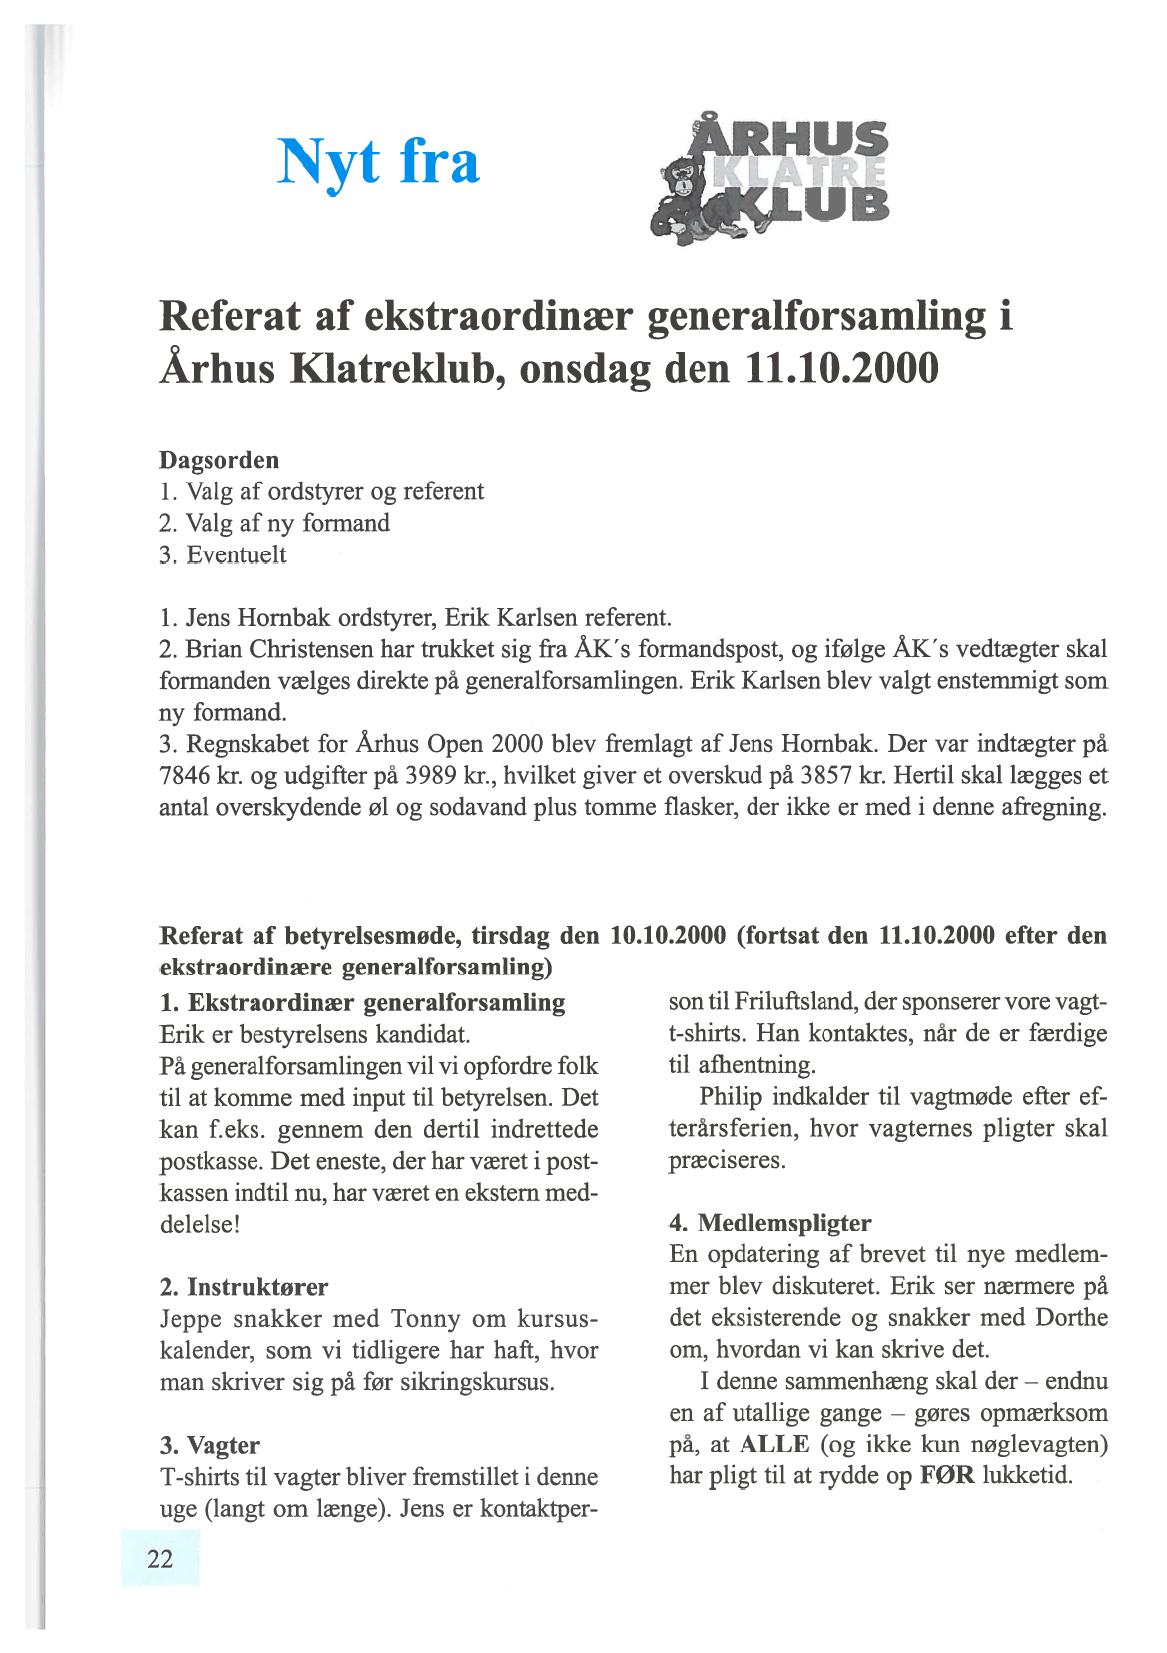 Nyt fra
ÅRHUS
KLATRE
KLUB
Referat af ekstraordinær generalforsamling i
Århus Klatreklub, onsdag den 11.10.2000
Dagsorden
1. Valg af ordstyrer og referent
2. Valg af ny formand
3. Eventuelt
1. Jens Hornbak ordstyrer, Erik Karlsen referent.
2. Brian Christensen har trukket sig fra ÅK´s formandspost, og ifølge ÅK´s vedtægter skal
formanden vælges direkte på generalforsamlingen. Erik Karlsen blev valgt enstemmigt som
ny formand.
3. Regnskabet for Århus Open 2000 blev fremlagt af Jens Hornbak. Der var indtægter på
7846 kr. og udgifter på 3989 kr., hvilket giver et overskud på 3857 kr. Hertil skal lægges et
antal overskydende øl og sodavand plus tomme flasker, der ikke er med i denne afregning.
Referat af betyrelsesmøde, tirsdag den 10.10.2000 (fortsat den 11.10.2000 efter den
ekstraordinære generalforsamling)
1. Ekstraordinær generalforsamling
Erik er bestyrelsens kandidat.
På generalforsamlingen vil vi opfordre folk
til at komme med input til betyrelsen. Det
kan f.eks. gennem den dertil indrettede
postkasse. Det eneste, der har været i post-
kassen indtil nu, har været en ekstern med-
delelse!
2. Instruktører
Jeppe snakker med Tonny om kursus-
kalender, som vi tidligere har haft, hvor
man skriver sig på før sikringskursus.
3. Vagter
T-shirts til vagter bliver fremstillet i denne
uge (langt om længe). Jens er kontaktper-
son til Friluftsland, der sponserer vore vagt-
t-shirts. Han kontaktes, når de er færdige
til afhentning.
Philip indkalder til vagtmøde efter ef-
terårsferien, hvor vagternes pligter skal
præciseres.
4. Medlemspligter
En opdatering af brevet til nye medlem-
mer blev diskuteret. Erik ser nærmere på
det eksisterende og snakker med Dorthe
om, hvordan vi kan skrive det.
I denne sammenhæng skal der – endnu
en af utallige gange – gøres opmærksom
på, at ALLE (og ikke kun nøglevagten)
har pligt til at rydde op FØR lukketid.
22